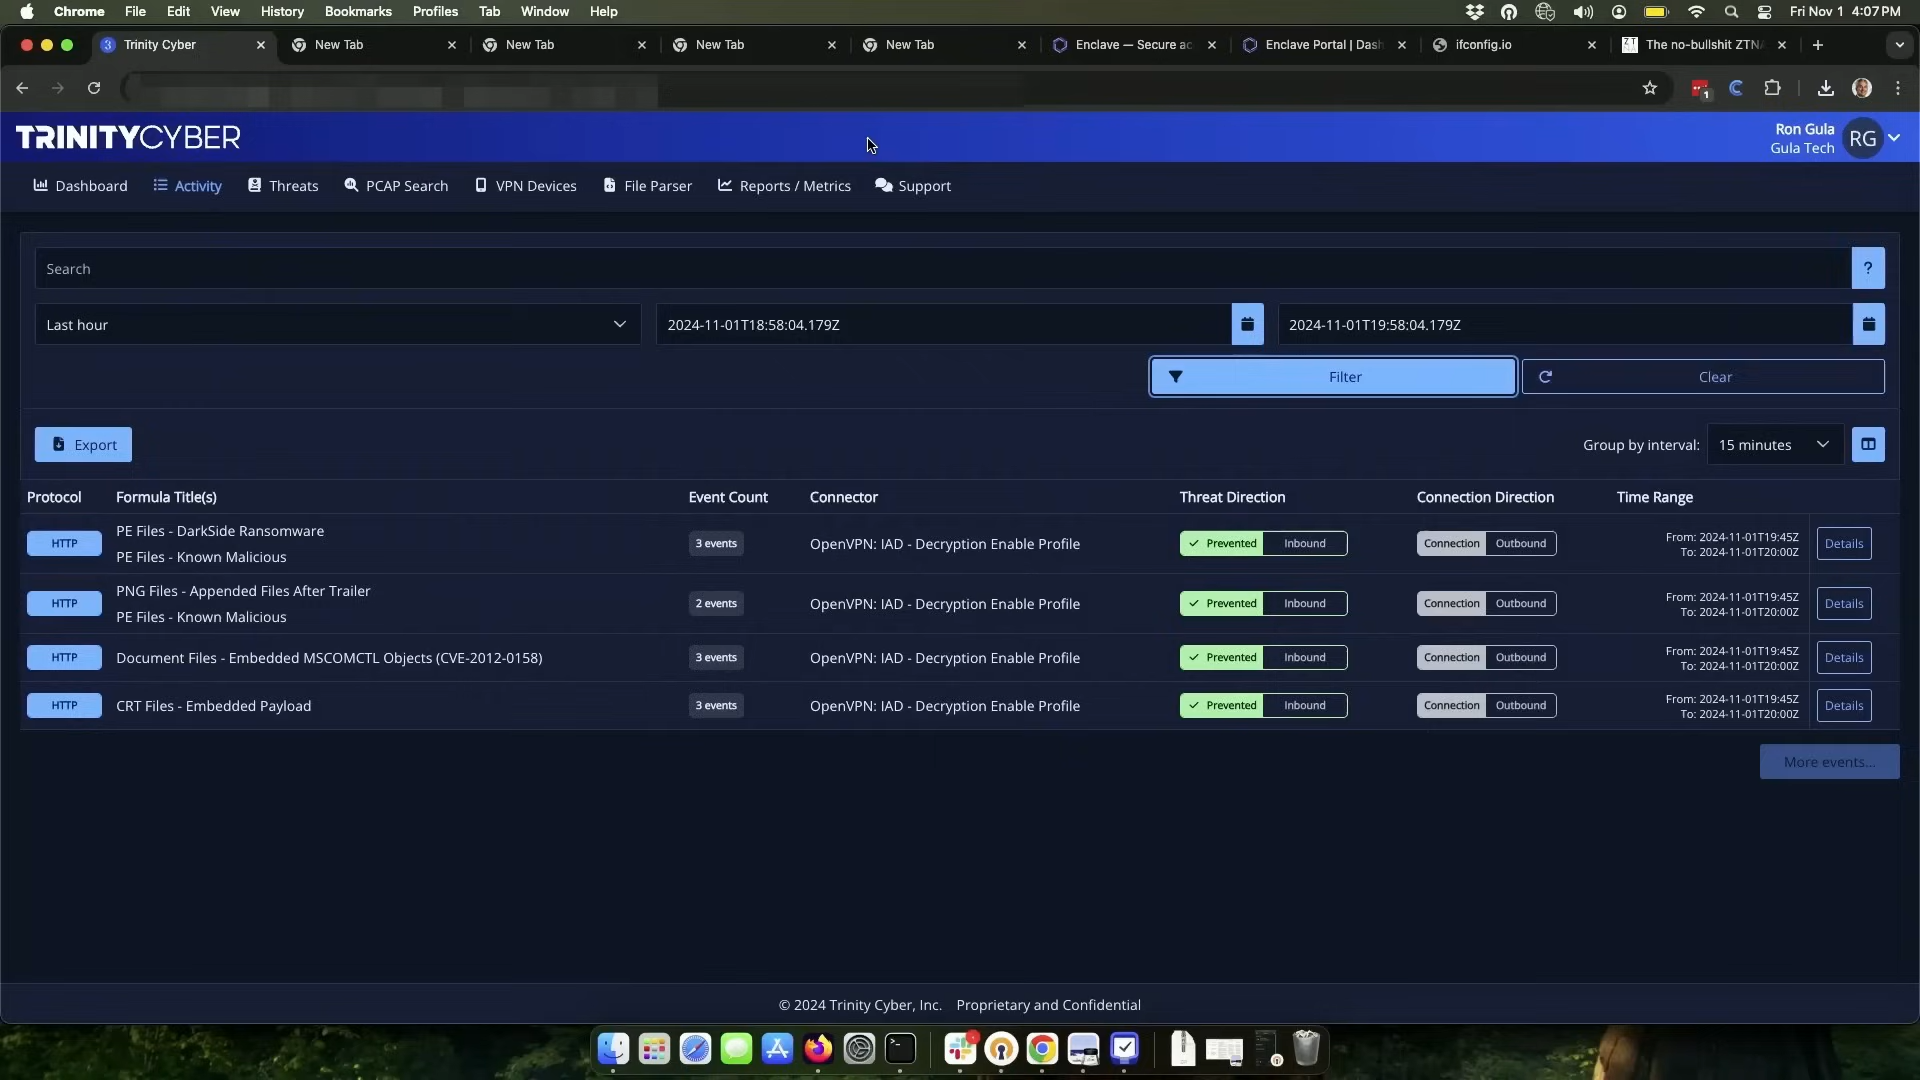 Chrome File Edit View History Bookmarks Profiles Tab Window Help Fri Nov 1 4:07 PM
3 Trinity Cyber New Tab New Tab New Tab New Tab Enclave — Secure ac Enclave Portal | Dash ifconfig.io ZT The no-bullshit ZTN
1
TRINITYCYBER
Ron Gula
Gula Tech
RG
Dashboard Activity Threats PCAP Search VPN Devices File Parser Reports / Metrics Support
Search ?
Last hour 2024-11-01T18:58:04.179Z 2024-11-01T19:58:04.179Z
Filter Clear
Export Group by interval: 15 minutes
Protocol Formula Title(s) Event Count Connector Threat Direction Connection Direction Time Range
HTTP PE Files - DarkSide Ransomware
PE Files - Known Malicious 3 events OpenVPN: IAD - Decryption Enable Profile Prevented Inbound Connection Outbound From: 2024-11-01T19:45Z
To: 2024-11-01T20:00Z Details
HTTP PNG Files - Appended Files After Trailer
PE Files - Known Malicious 2 events OpenVPN: IAD - Decryption Enable Profile Prevented Inbound Connection Outbound From: 2024-11-01T19:45Z
To: 2024-11-01T20:00Z Details
HTTP Document Files - Embedded MSCOMCTL Objects (CVE-2012-0158) 3 events OpenVPN: IAD - Decryption Enable Profile Prevented Inbound Connection Outbound From: 2024-11-01T19:45Z
To: 2024-11-01T20:00Z Details
HTTP CRT Files - Embedded Payload 3 events OpenVPN: IAD - Decryption Enable Profile Prevented Inbound Connection Outbound From: 2024-11-01T19:45Z
To: 2024-11-01T20:00Z Details
More events...
© 2024 Trinity Cyber, Inc. Proprietary and Confidential